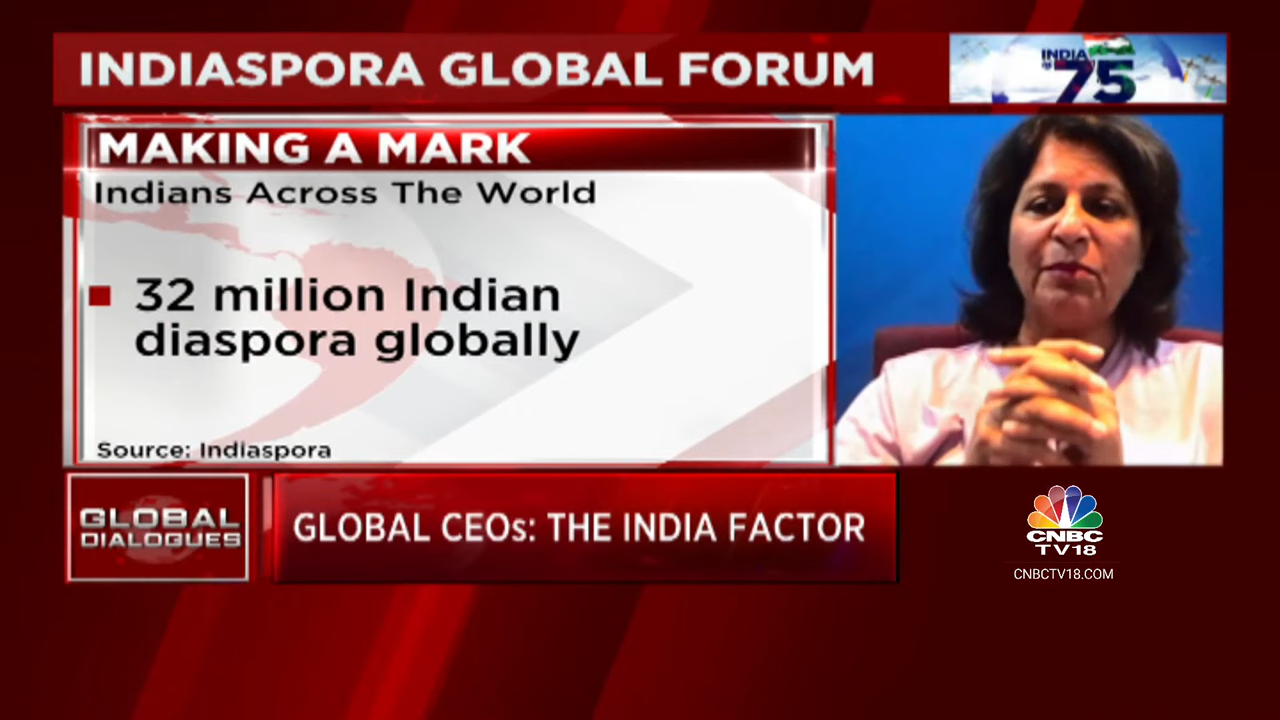 INDIASPORA GLOBAL FORUM
INDIA
75
MAKING A MARK
Indians Across The World
32 million Indian
diaspora globally
Source: Indiaspora
GLOBAL
DIALOGUES
GLOBAL CEOs: THE INDIA FACTOR
CNBC
TV18
CNBCTV18.COM